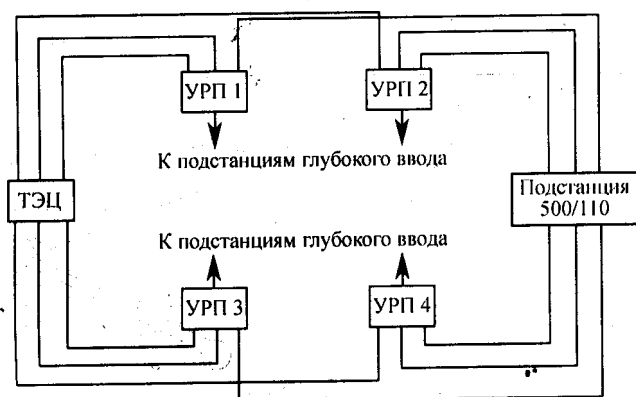 УРП 1
УРП 2
К подстанциям глубокого ввода
ТЭЦ
Подстанция
500/110
К подстанциям глубокого ввода
УРП 3
УРП 4